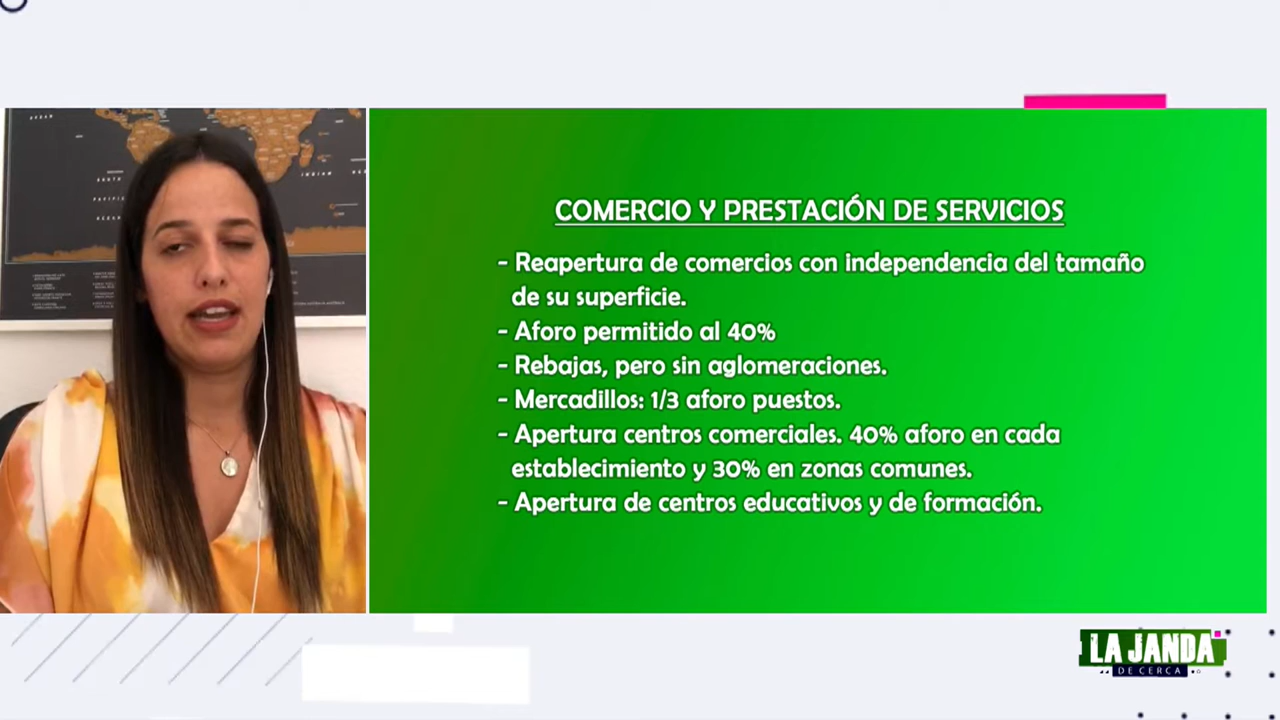 COMERCIO Y PRESTACIÓN DE SERVICIOS
- Reapertura de comercios con independencia del tamaño
de su superficie.
- Aforo permitido al 40%
- Rebajas, pero sin aglomeraciones.
- Mercadillos: 1/3 aforo puestos.
- Apertura centros comerciales. 40% aforo en cada
establecimiento y 30% en zonas comunes.
- Apertura de centros educativos y de formación.
LA JANDA
DE CERCA